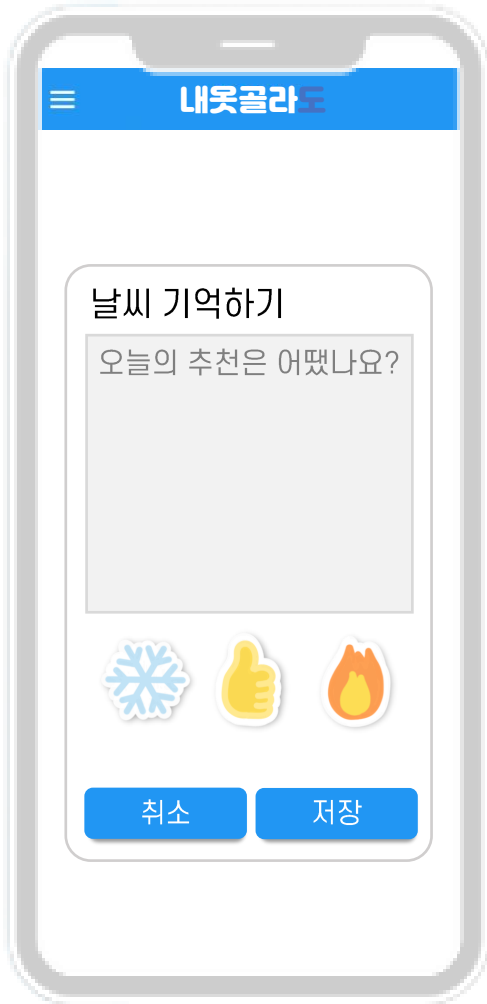 내옷골라도
날씨 기억하기
오늘의 추천은 어땠나요?
취소
저장